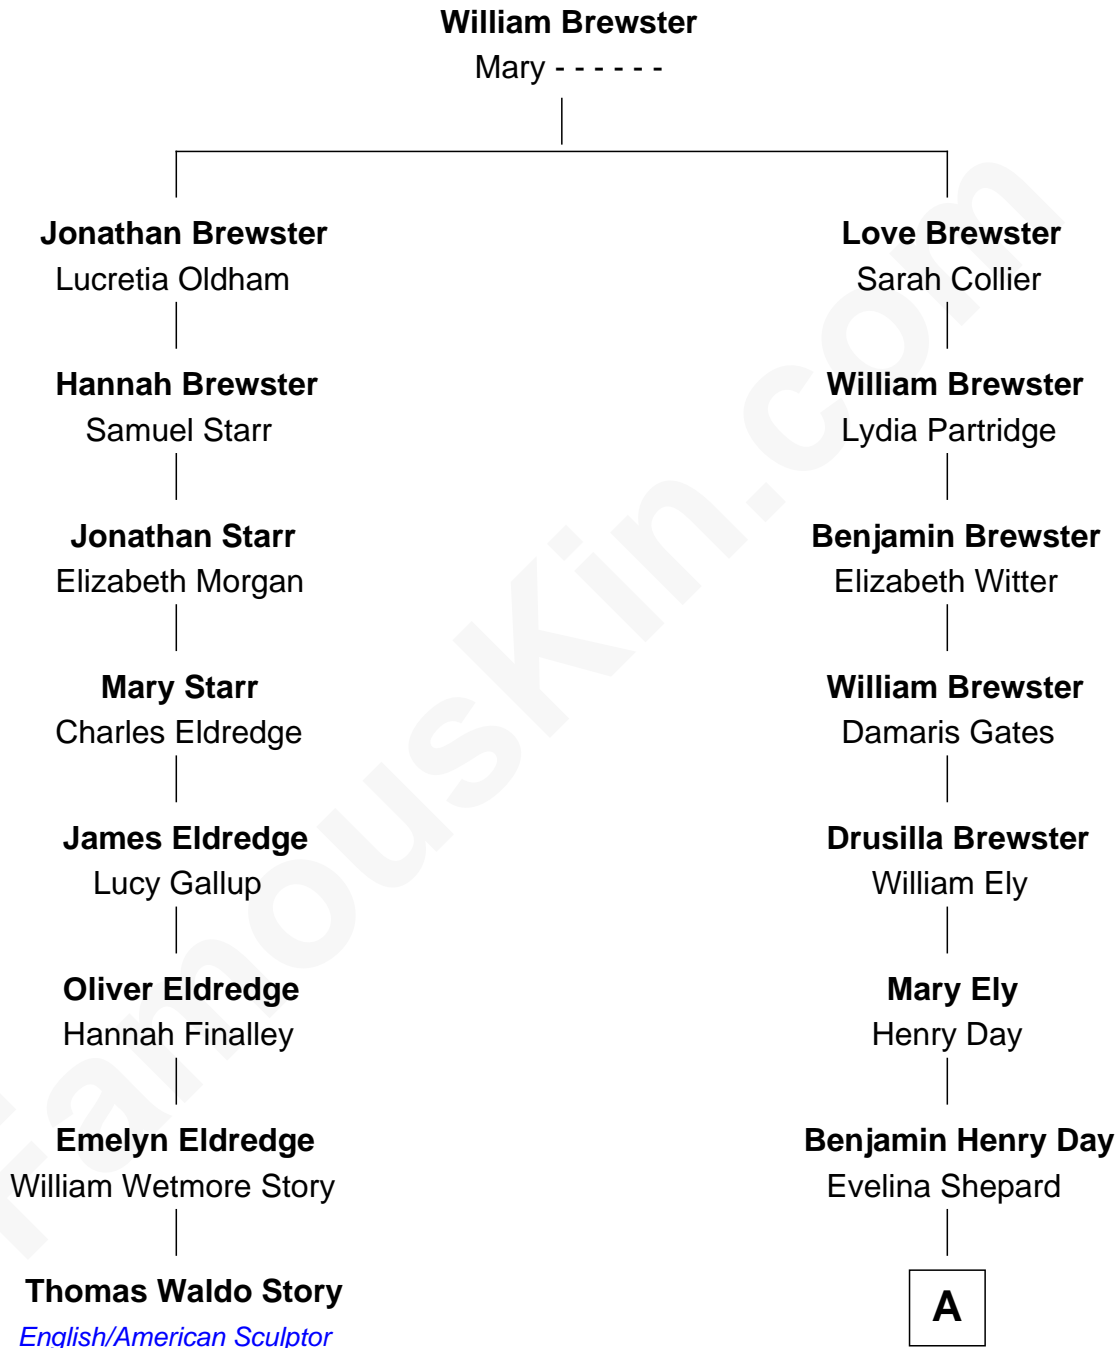 William Brewster
Mary - - - - - -
Jonathan Brewster
Lucretia Oldham
Love Brewster
Sarah Collier
Hannah Brewster
Samuel Starr
William Brewster
Lydia Partridge
Jonathan Starr
Elizabeth Morgan
Benjamin Brewster
Elizabeth Witter
Mary Starr
Charles Eldredge
William Brewster
Damaris Gates
James Eldredge
Lucy Gallup
Drusilla Brewster
William Ely
Oliver Eldredge
Hannah Finalley
Mary Ely
Henry Day
Emelyn Eldredge
William Wetmore Story
Benjamin Henry Day
Evelina Shepard
Thomas Waldo Story
English/American Sculptor
A
FamousKin.com